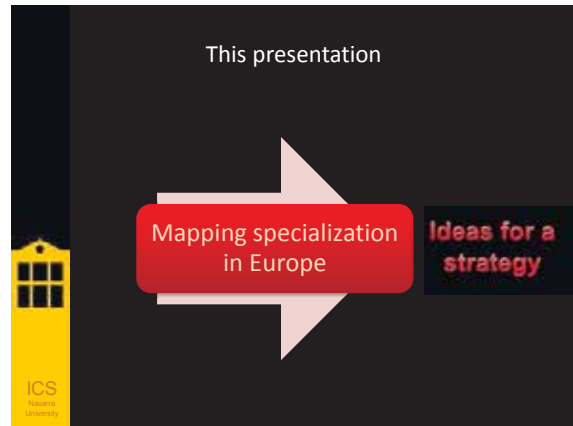 This presentation
Mapping specialization
in Europe
Ideas for a
strategy
ICS
Navarra
University